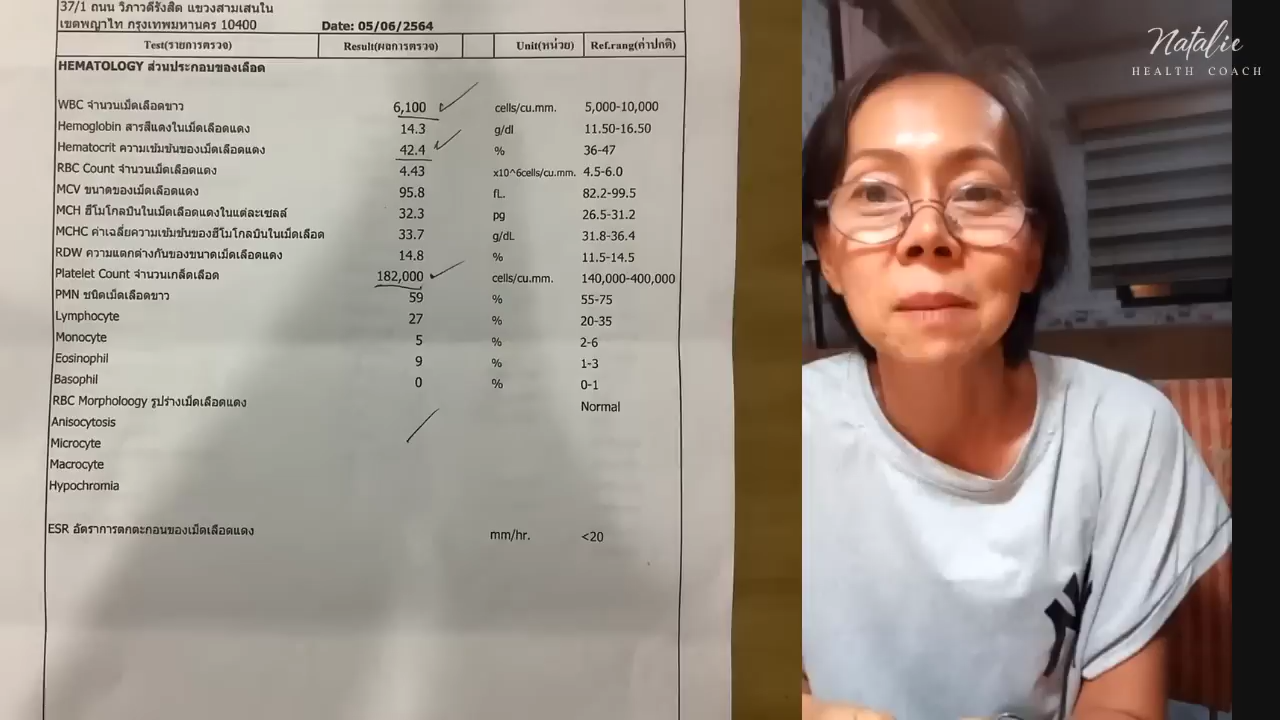 37/1 ถนน วิภาวดีรังสิต แขวงสามเสนใน
เขตพญาไท กรุงเทพมหานคร 10400 Date: 05/06/2564
Test(รายการตรวจ) Result(ผลการตรวจ) Unit(หน่วย) Ref.rang(ค่าปกติ)
HEMATOLOGY ส่วนประกอบของเลือด
WBC จำนวนเม็ดเลือดขาว 6,100 cells/cu.mm. 5,000-10,000
Hemoglobin สารสีแดงในเม็ดเลือดแดง 14.3 g/dl 11.50-16.50
Hematocrit ความเข้มข้นของเม็ดเลือดแดง 42.4 % 36-47
RBC Count จำนวนเม็ดเลือดแดง 4.43 x10^6cells/cu.mm. 4.5-6.0
MCV ขนาดของเม็ดเลือดแดง 95.8 fL. 82.2-99.5
MCH ฮีโมโกลบินในเม็ดเลือดแดงในแต่ละเซลล์ 32.3 pg 26.5-31.2
MCHC ค่าเฉลี่ยความเข้มข้นของฮีโมโกลบินในเม็ดเลือด 33.7 g/dL 31.8-36.4
RDW ความแตกต่างกันของขนาดเม็ดเลือดแดง 14.8 % 11.5-14.5
Platelet Count จำนวนเกล็ดเลือด 182,000 cells/cu.mm. 140,000-400,000
PMN ชนิดเม็ดเลือดขาว 59 % 55-75
Lymphocyte 27 % 20-35
Monocyte 5 % 2-6
Eosinophil 9 % 1-3
Basophil 0 % 0-1
RBC Morphology รูปร่างเม็ดเลือดแดง Normal
Anisocytosis
Microcyte
Macrocyte
Hypochromia
ESR อัตราการตกตะกอนของเม็ดเลือดแดง mm/hr. <20
Natalie
HEALTH COACH